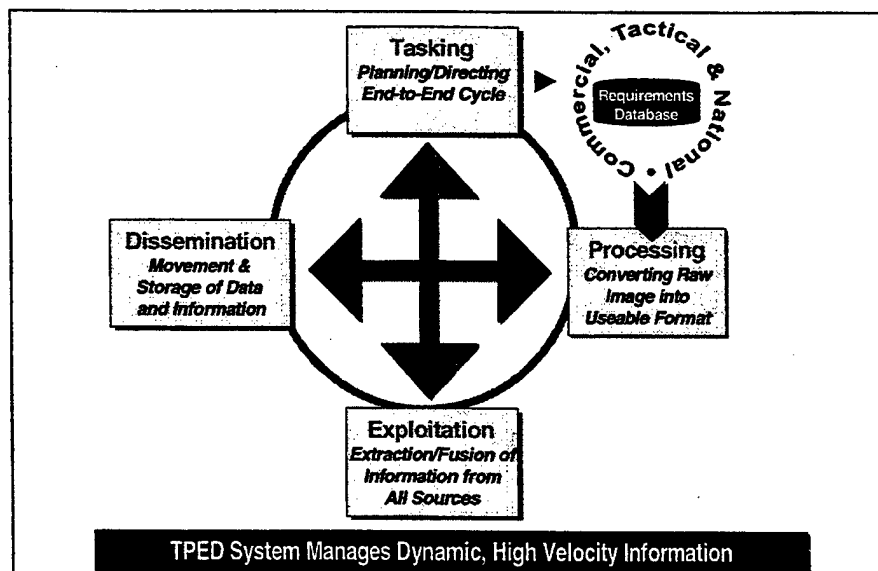 Tasking
Planning/Directing
End-to-End Cycle
Commercial, Tactical & National •
Requirements
Database
Dissemination
Movement &
Storage of Data
and Information
Processing
Converting Raw
Image into
Useable Format
Exploitation
Extraction/Fusion of
Information from
All Sources
TPED System Manages Dynamic, High Velocity Information